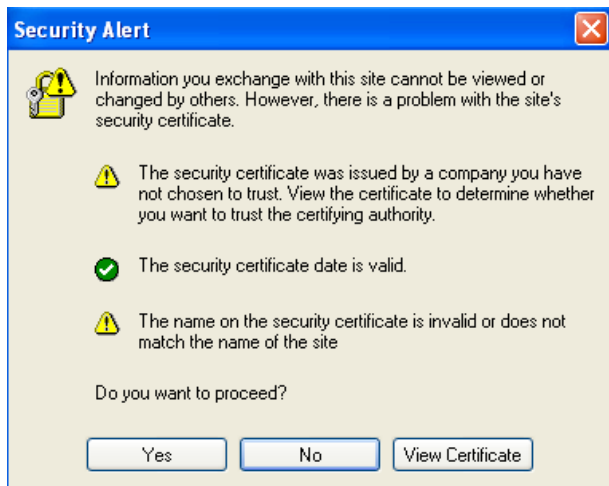 Security Alert
Information you exchange with this site cannot be viewed or
changed by others. However, there is a problem with the site's
security certificate.
The security certificate was issued by a company you have
not chosen to trust. View the certificate to determine whether
you want to trust the certifying authority.
The security certificate date is valid.
The name on the security certificate is invalid or does not
match the name of the site
Do you want to proceed?
Yes No View Certificate